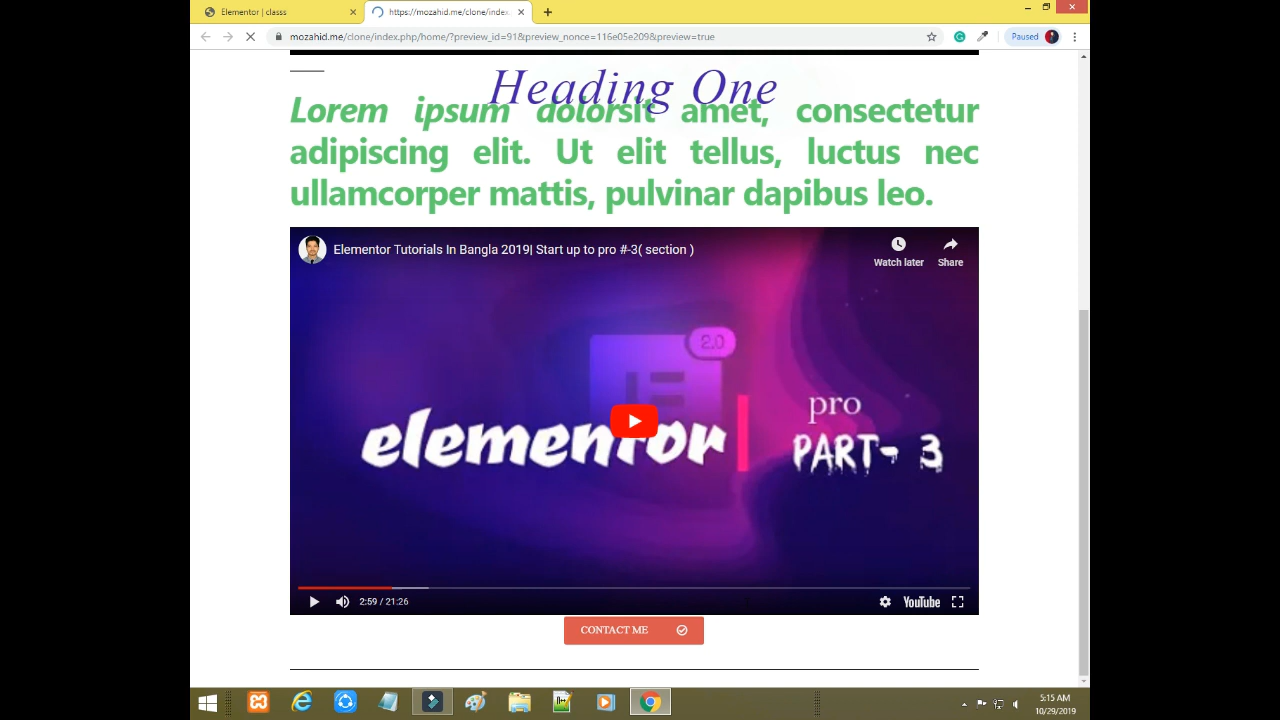 Elementor | classs
https://mozahid.me/clone/index.
mozahid.me/clone/index.php/home/?preview_id=91&preview_nonce=116e05e209&preview=true
Paused
Heading One
Lorem ipsum dolorsit amet, consectetur
adipiscing elit. Ut elit tellus, luctus nec
ullamcorper mattis, pulvinar dapibus leo.
Elementor Tutorials In Bangla 2019| Start up to pro #-3( section )
Watch later
Share
2.0
elementor
pro
PART- 3
2:59 / 21:26
YouTube
CONTACT ME
5:15 AM
10/29/2019